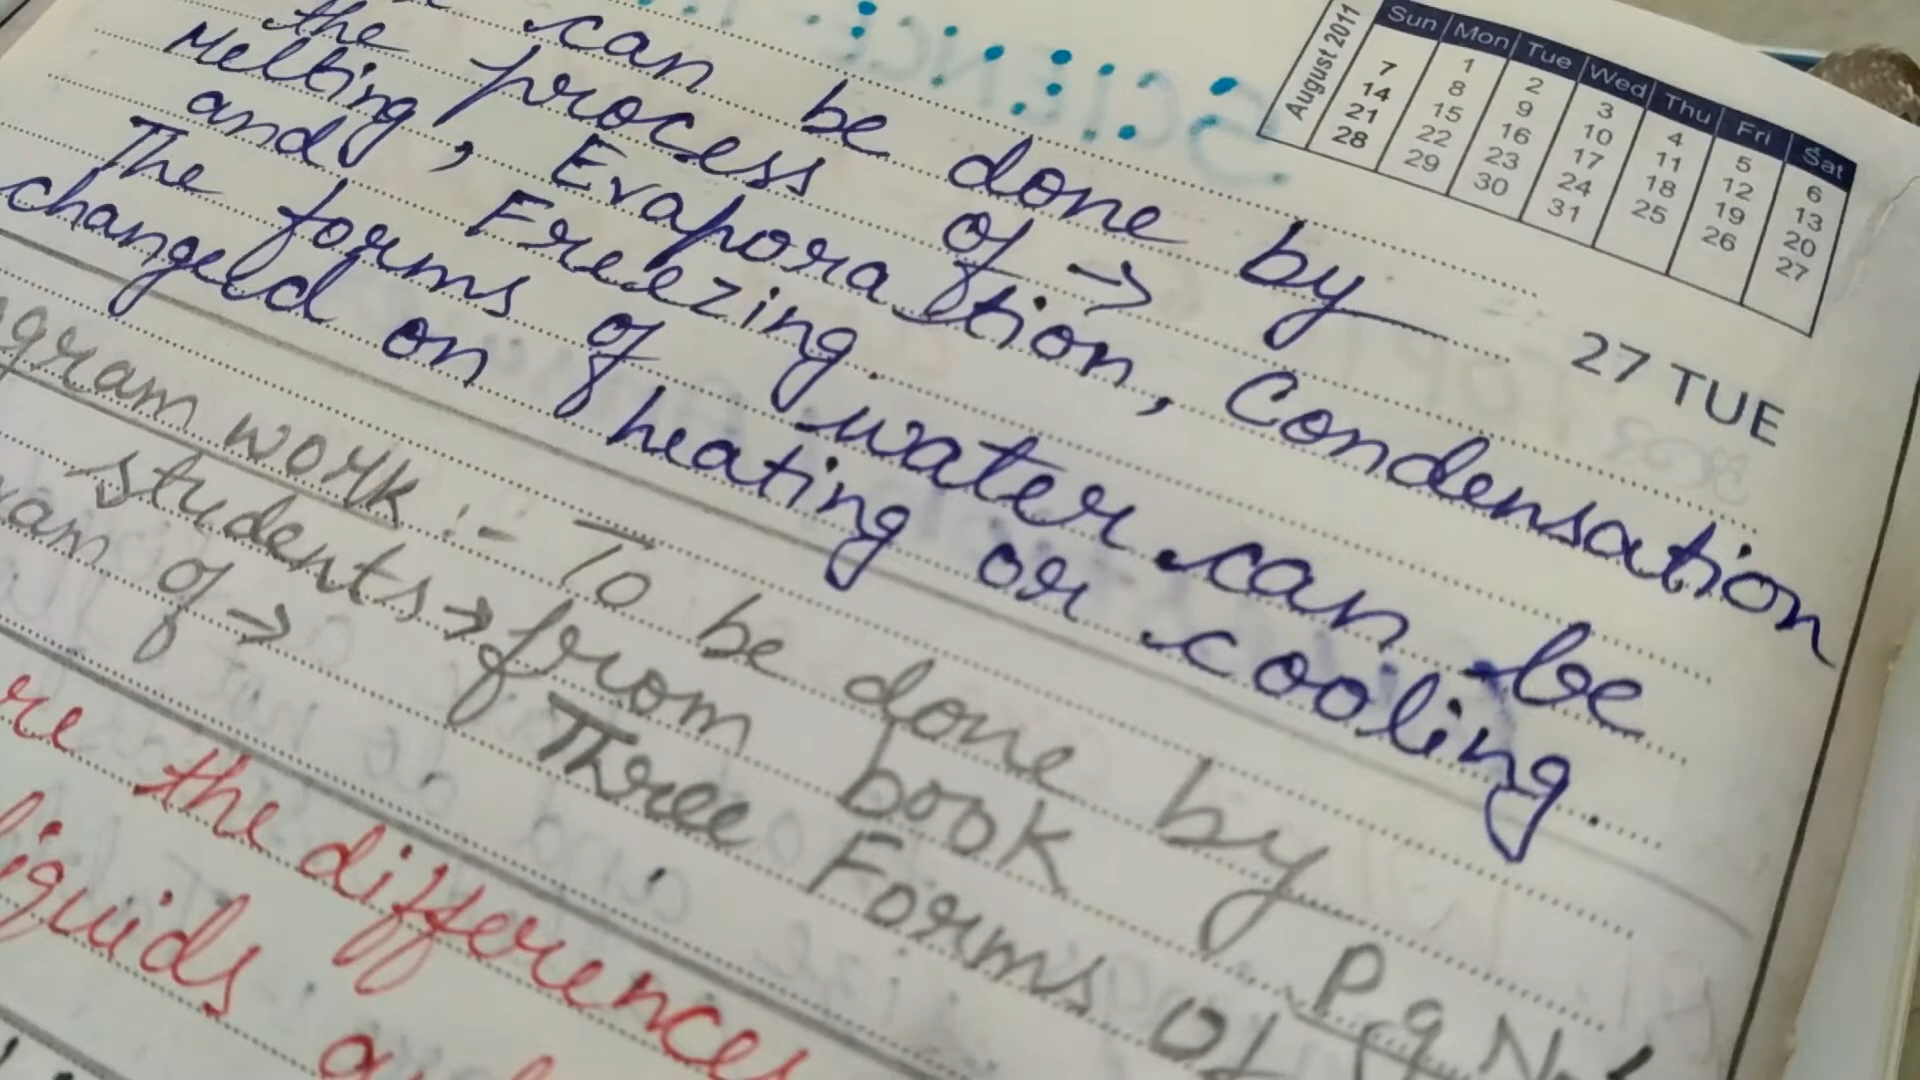 August 2011
Sun Mon Tue Wed Thu Fri Sat
1 2 3 4 5 6
7 8 9 10 11 12 13
14 15 16 17 18 19 20
21 22 23 24 25 26 27
28 29 30 31
27 TUE
can be done by
the process of →
Melting, Evaporation, Condensation
and Freezing.
The forms of water can be
changed on heating or cooling.
gram work :- To be done by
students → from book Pg No
am of → Three Forms Of
re the differences
iquids